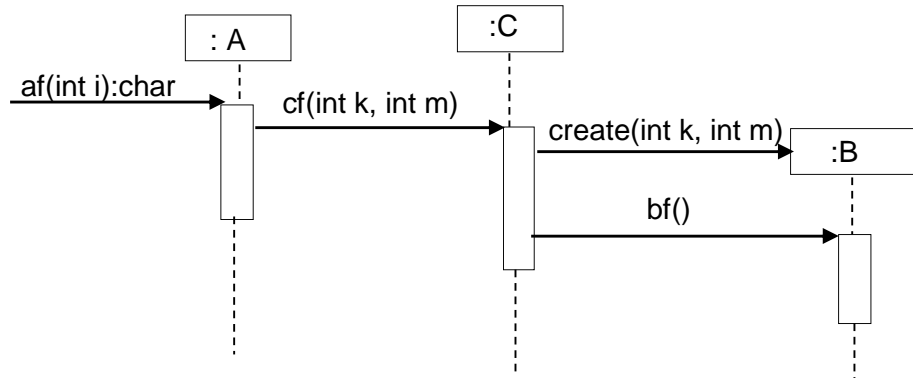 : A
:C
af(int i):char
cf(int k, int m)
create(int k, int m)
:B
bf()